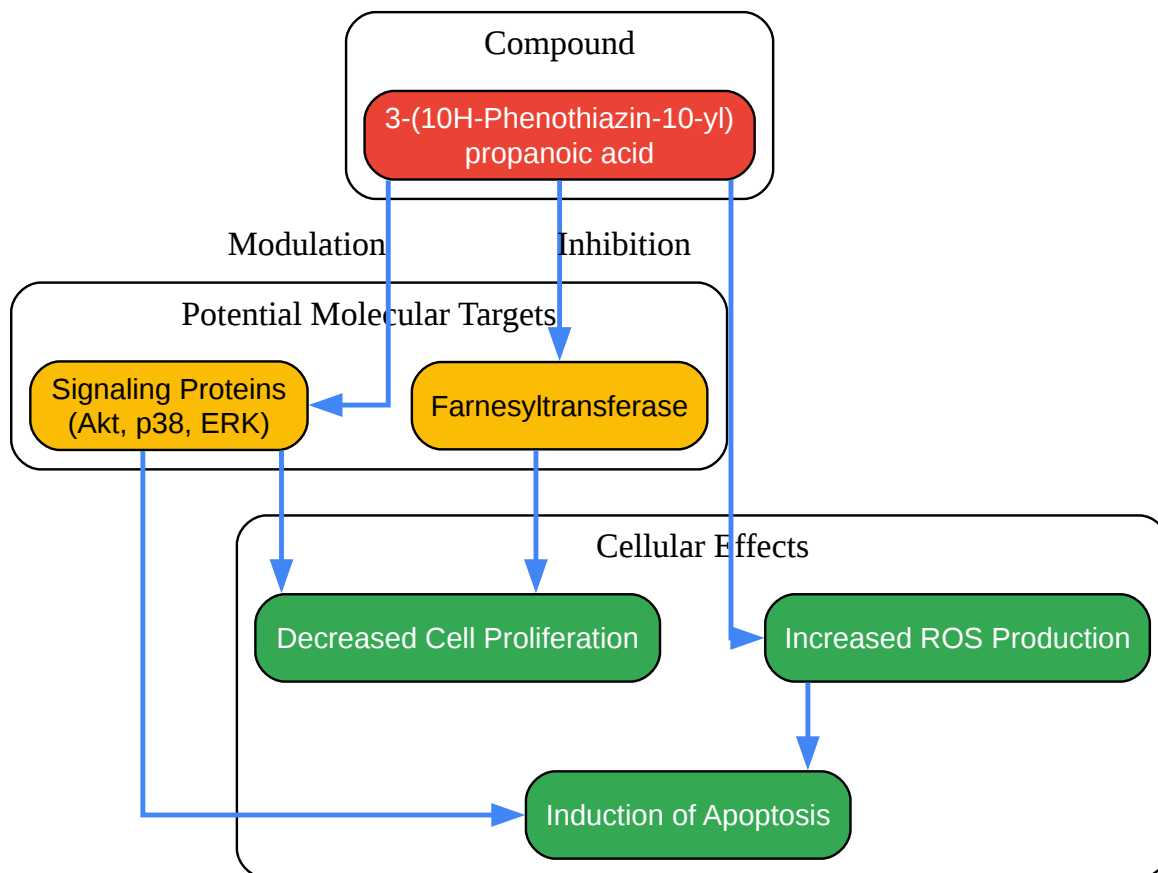 Compound
3-(10H-Phenothiazin-10-yl)
propanoic acid
Modulation
Inhibition
Potential Molecular Targets
Signaling Proteins
(Akt, p38, ERK)
Farnesyltransferase
Cellular Effects
Decreased Cell Proliferation
Increased ROS Production
Induction of Apoptosis